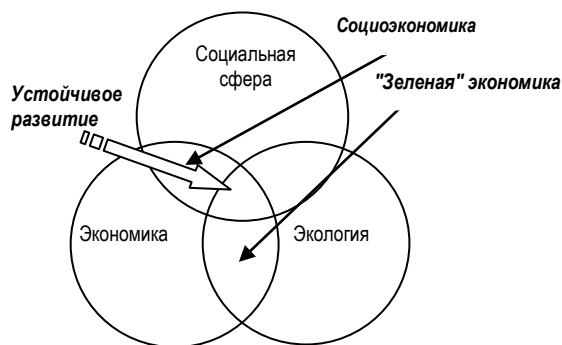 Социоэкономика
Социальная
сфера
"Зеленая" экономика
Устойчивое
развитие
Экономика
Экология